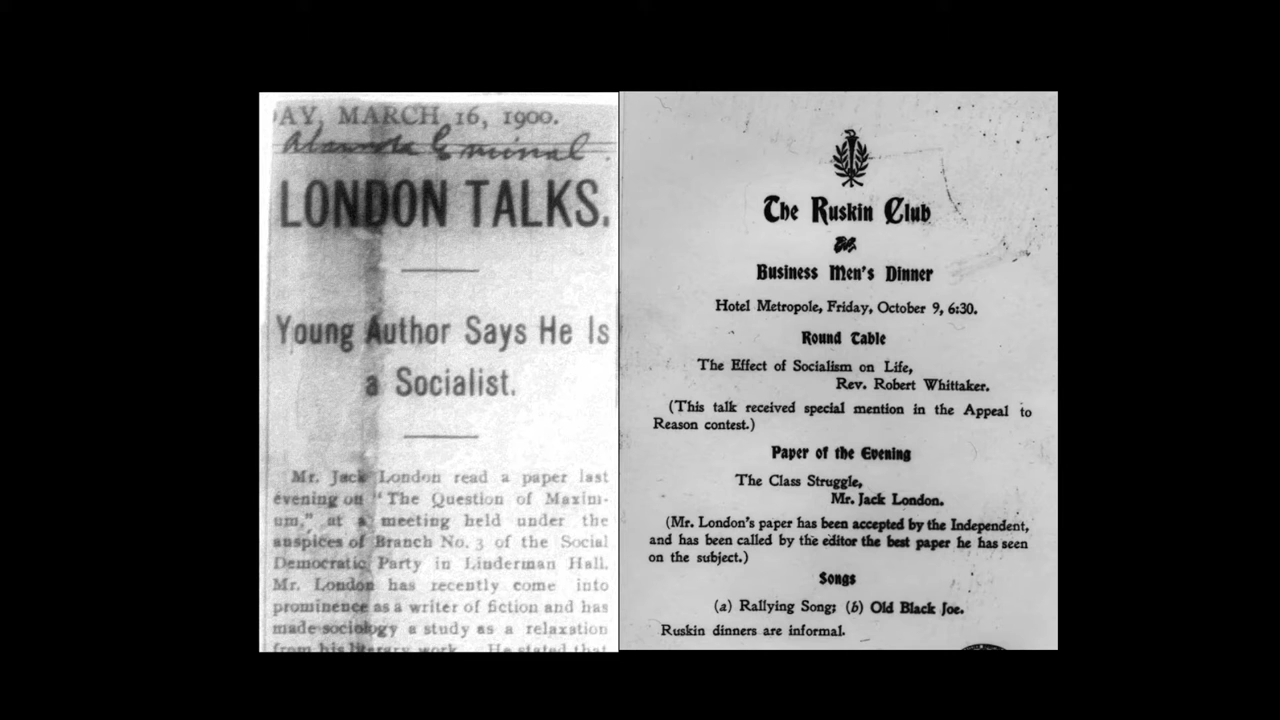 AY, MARCH 16, 1900.
LONDON TALKS.
Young Author Says He Is
a Socialist.
Mr. Jack London read a paper last
evening on "The Question of Maxim-
um," at a meeting held under the
auspices of Branch No. 3 of the Social
Democratic Party in Linderman Hall.
Mr. London has recently come into
prominence as a writer of fiction and has
made sociology a study as a relaxation
from his literary work. He stated that
The Ruskin Club
Business Men's Dinner
Hotel Metropole, Friday, October 9, 6:30.
Round Table
The Effect of Socialism on Life,
Rev. Robert Whittaker.
(This talk received special mention in the Appeal to
Reason contest.)
Paper of the Evening
The Class Struggle,
Mr. Jack London.
(Mr. London's paper has been accepted by the Independent,
and has been called by the editor the best paper he has seen
on the subject.)
Songs
(a) Rallying Song; (b) Old Black Joe.
Ruskin dinners are informal.